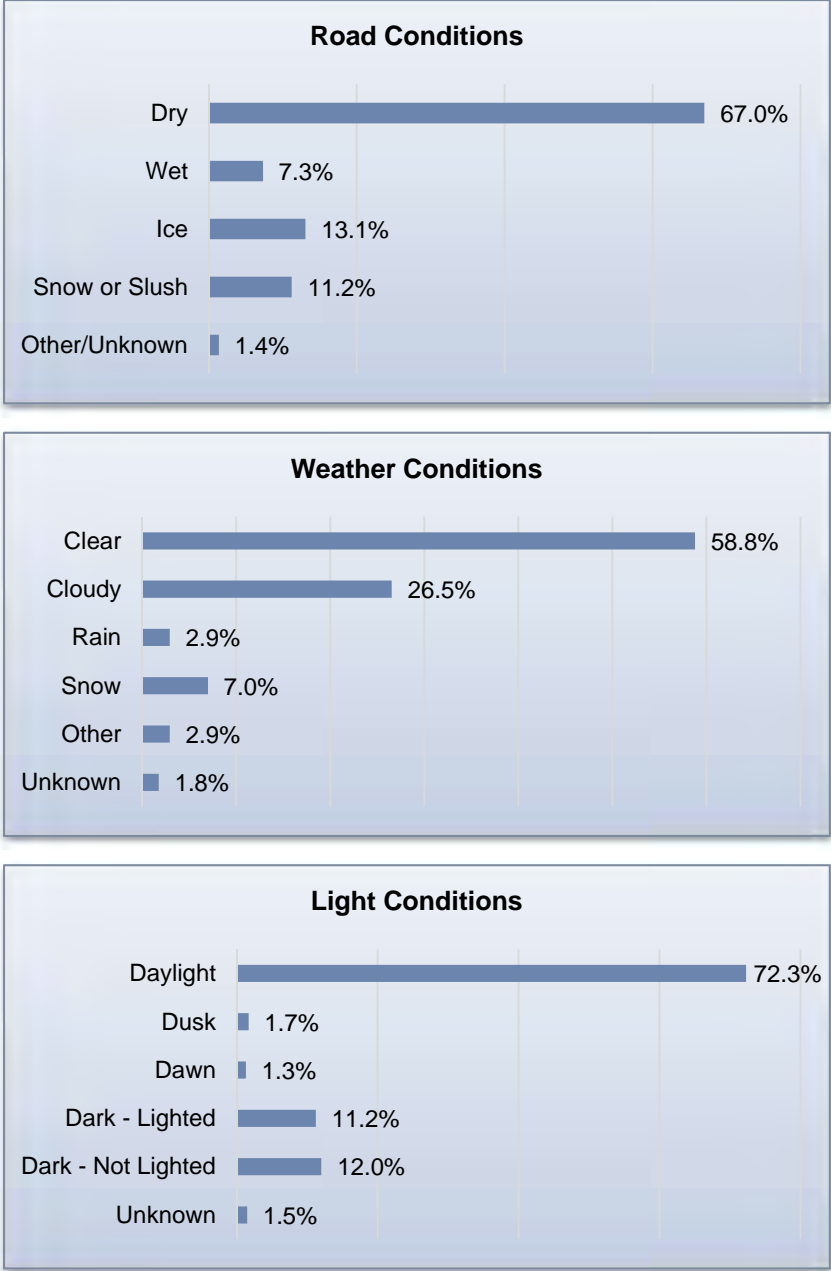 Road Conditions
Dry 67.0%
Wet 7.3%
Ice 13.1%
Snow or Slush 11.2%
Other/Unknown 1.4%
Weather Conditions
Clear 58.8%
Cloudy 26.5%
Rain 2.9%
Snow 7.0%
Other 2.9%
Unknown 1.8%
Light Conditions
Daylight 72.3%
Dusk 1.7%
Dawn 1.3%
Dark - Lighted 11.2%
Dark - Not Lighted 12.0%
Unknown 1.5%